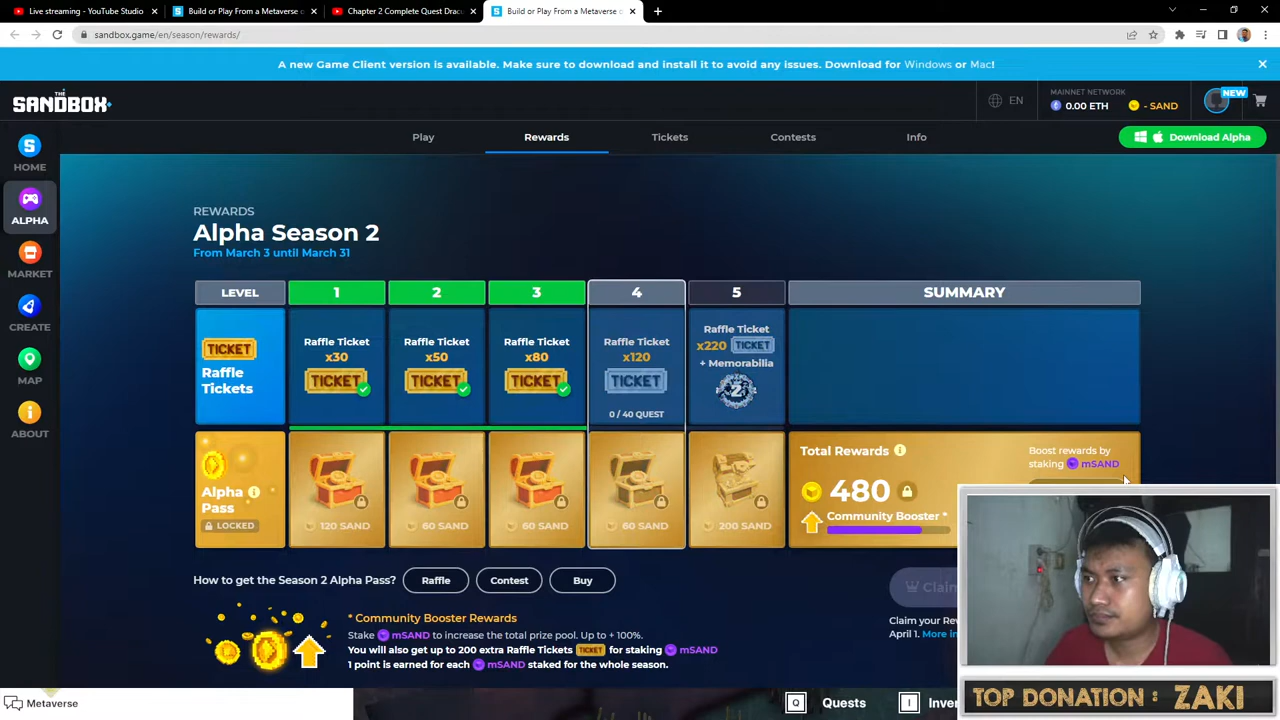 Live streaming - YouTube Studio
Build or Play From a Metaverse o
Chapter 2 Complete Quest Drac
Build or Play From a Metaverse o
sandbox.game/en/season/rewards/
A new Game Client version is available. Make sure to download and install it to avoid any issues. Download for Windows or Mac!
THE
SANDBOX
EN
MAINNET NETWORK
0.00 ETH
- SAND
NEW
Play
Rewards
Tickets
Contests
Info
Download Alpha
HOME
ALPHA
MARKET
CREATE
MAP
ABOUT
REWARDS
Alpha Season 2
From March 3 until March 31
LEVEL
1
2
3
4
5
SUMMARY
TICKET
Raffle
Tickets
Raffle Ticket
x30
TICKET
Raffle Ticket
x50
TICKET
Raffle Ticket
x80
TICKET
Raffle Ticket
x120
TICKET
0 / 40 QUEST
Raffle Ticket
x220 TICKET
+ Memorabilia
2
Alpha
Pass
LOCKED
120 SAND
60 SAND
60 SAND
60 SAND
200 SAND
Total Rewards
480
Community Booster *
Boost rewards by
staking mSAND
How to get the Season 2 Alpha Pass?
Raffle
Contest
Buy
Claim
Claim your Rew
April 1. More in
* Community Booster Rewards
Stake mSAND to increase the total prize pool. Up to + 100%.
You will also get up to 200 extra Raffle Tickets TICKET for staking mSAND
1 point is earned for each mSAND staked for the whole season.
Metaverse
Q Quests
I Inven
TOP DONATION : ZAKI